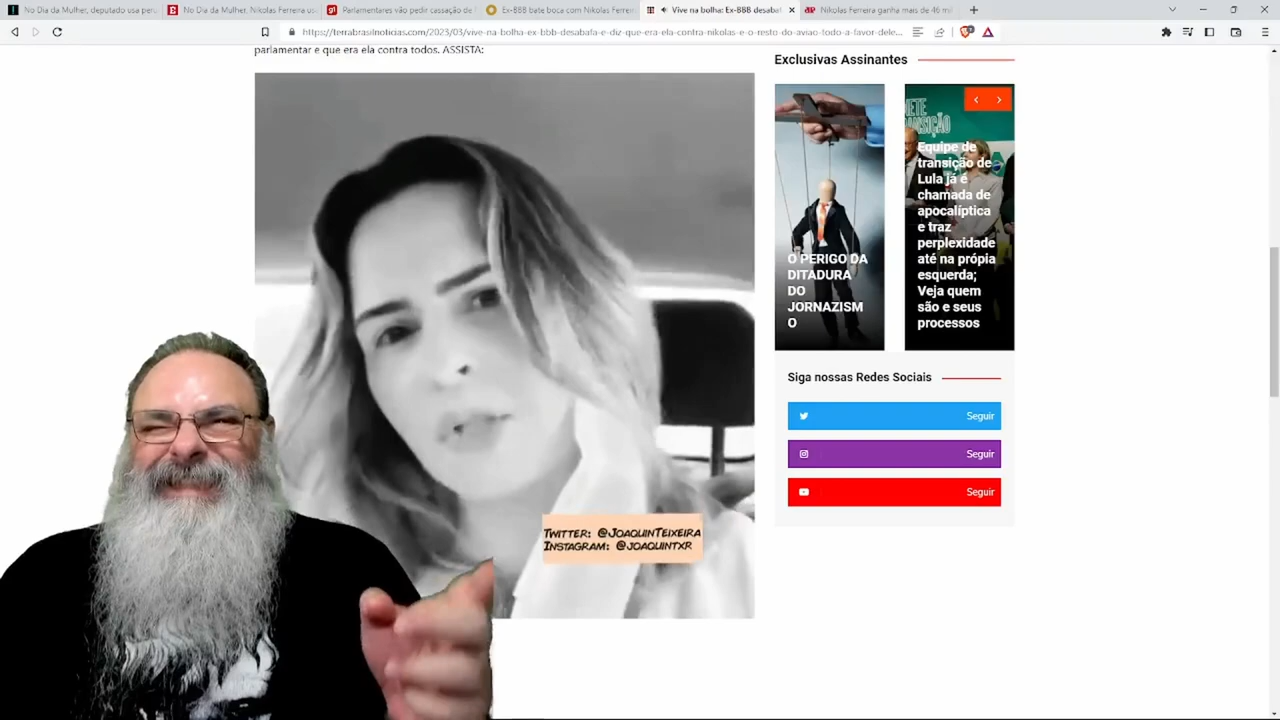 No Dia da Mulher, deputado usa peru
No Dia da Mulher, Nikolas Ferreira us
g1
Parlamentares vão pedir cassação de
Ex-BBB bate boca com Nikolas Ferreir
Vive na bolha: Ex-BBB desabaf
Nikolas Ferreira ganha mais de 46 mil
https://terrabrasilnoticias.com/2023/03/vive-na-bolha-ex-bbb-desabafa-e-diz-que-era-ela-contra-nikolas-e-o-resto-do-aviao-todo-a-favor-dele...
parlamentar e que era ela contra todos. ASSISTA:
Twitter: @JoaquinTeixeira
Instagram: @joaquintxr
Exclusivas Assinantes
O PERIGO DA
DITADURA
DO
JORNAZISM
O
Equipe de
transição de
Lula já é
chamada de
apocalíptica
e traz
perplexidade
até na própia
esquerda;
Veja quem
são e seus
processos
Siga nossas Redes Sociais
Seguir
Seguir
Seguir